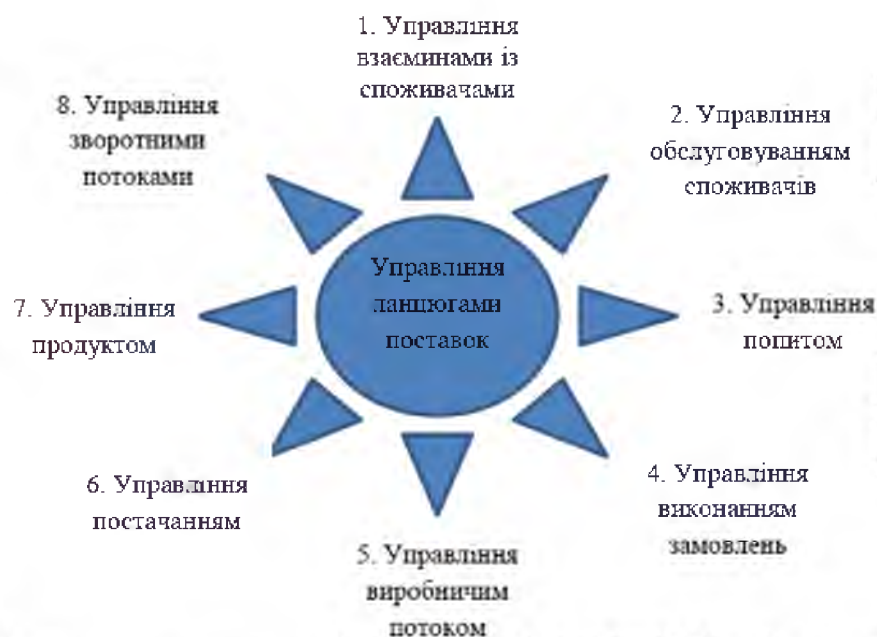 1. Управління
взаєминами із
споживачами
2. Управління
обслуговуванням
споживачів
3. Управління
попитом
4. Управління
виконанням
замовлень
5. Управління
виробничим
потоком
6. Управління
постачанням
7. Управління
продуктом
8. Управління
зворотними
потоками
Управління
ланцюгами
поставок